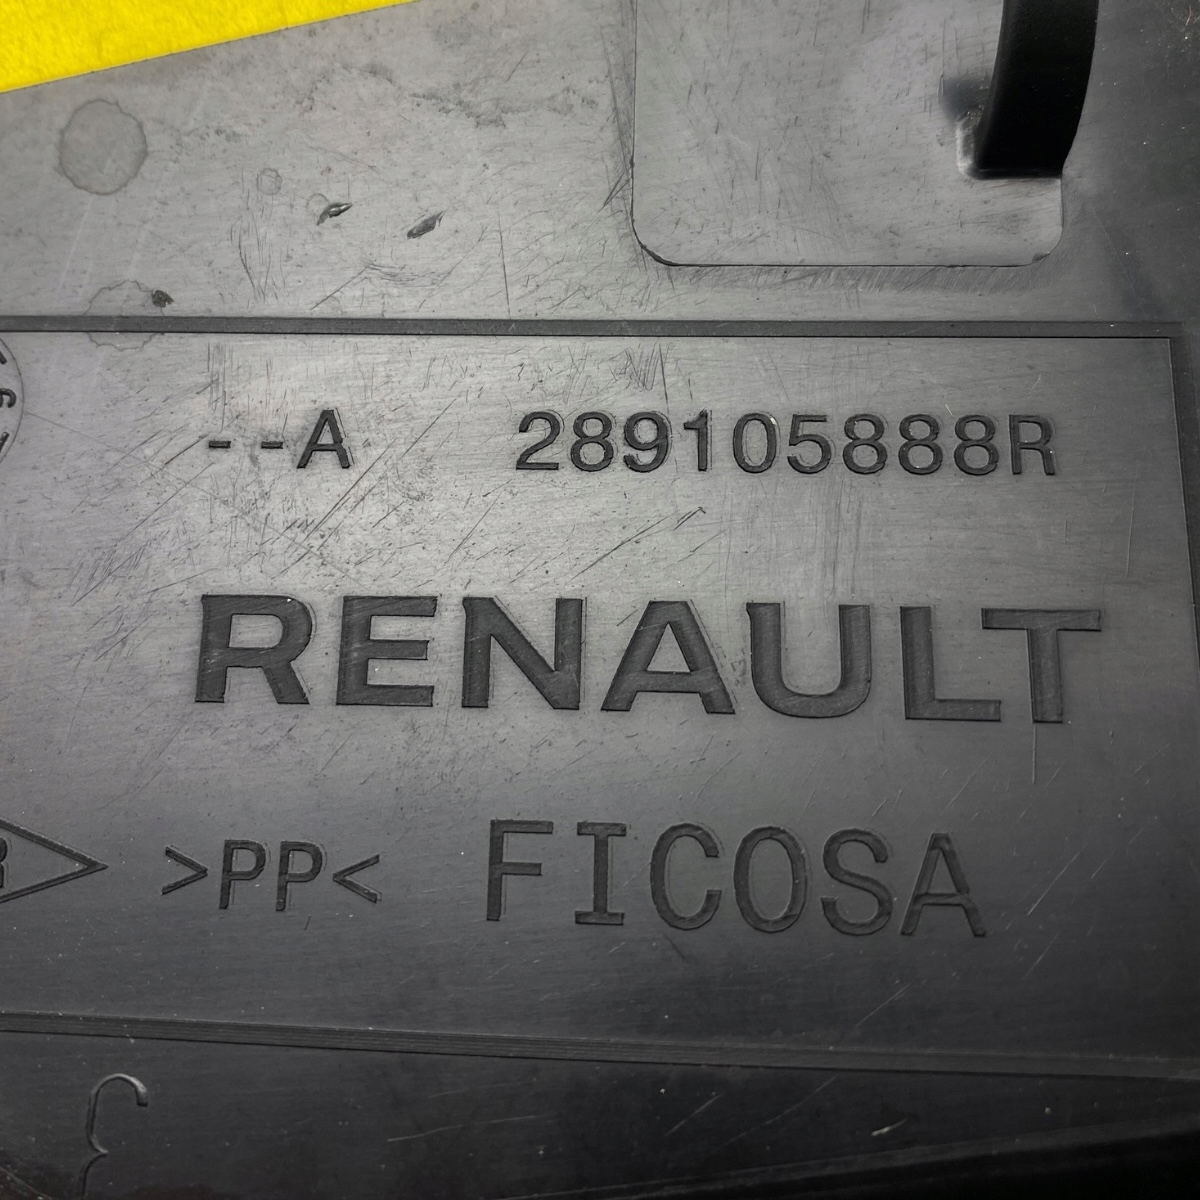 --A 289105888R
RENAULT
>PP< FICOSA